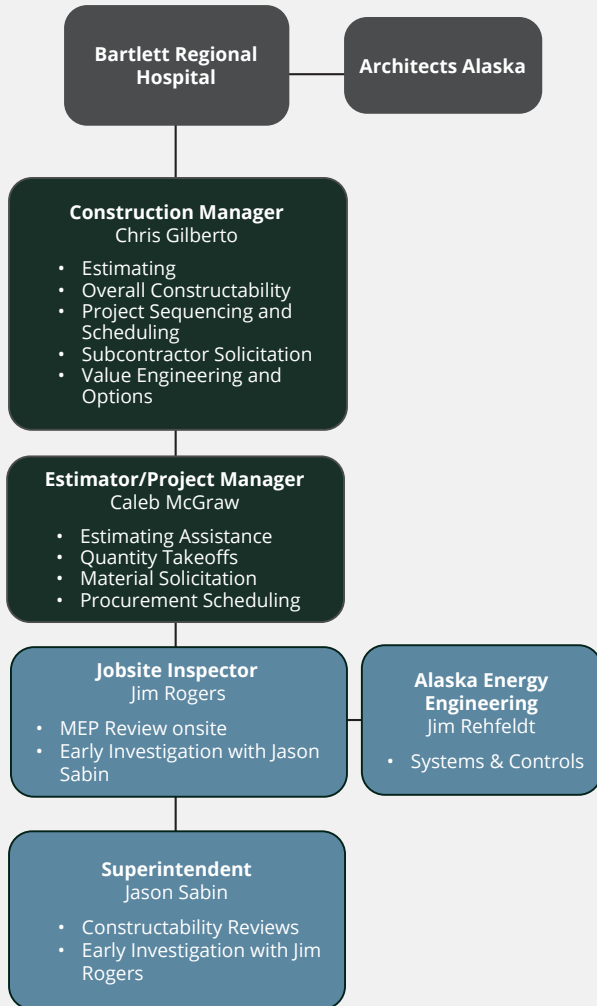 Bartlett Regional
Hospital
Architects Alaska
Construction Manager
Chris Gilberto
• Estimating
• Overall Constructability
• Project Sequencing and
Scheduling
• Subcontractor Solicitation
• Value Engineering and
Options
Estimator/Project Manager
Caleb McGraw
• Estimating Assistance
• Quantity Takeoffs
• Material Solicitation
• Procurement Scheduling
Jobsite Inspector
Jim Rogers
• MEP Review onsite
• Early Investigation with Jason
Sabin
Alaska Energy
Engineering
Jim Rehfeldt
• Systems & Controls
Superintendent
Jason Sabin
• Constructability Reviews
• Early Investigation with Jim
Rogers